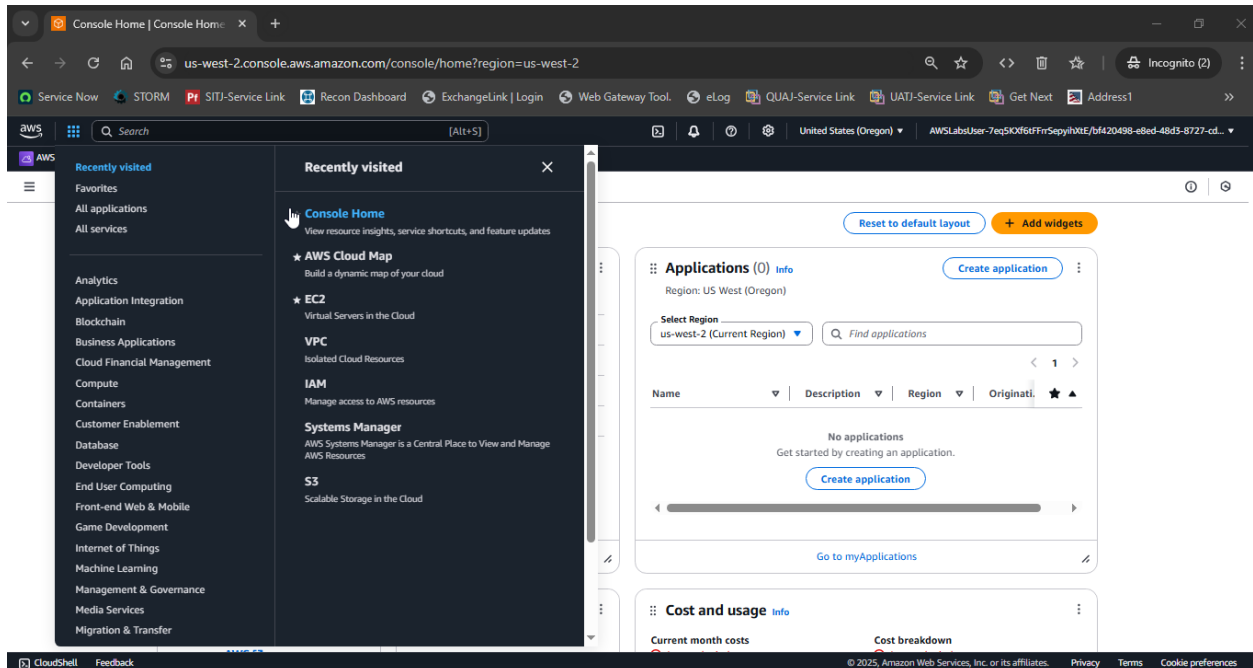 Console Home | Console Home
us-west-2.console.aws.amazon.com/console/home?region=us-west-2
Incognito (2)
Service Now STORM Pf SITJ-Service Link Recon Dashboard ExchangeLink | Login Web Gateway Tool. eLog QUAJ-Service Link UATJ-Service Link Get Next Address1
aws Search [Alt+S] United States (Oregon) AWSLabsUser-7eq5KXf6tFFrrSepyihXtE/bf420498-e8ed-48d3-8727-cd...
AWS
Recently visited
Favorites
All applications
All services
Analytics
Application Integration
Blockchain
Business Applications
Cloud Financial Management
Compute
Containers
Customer Enablement
Database
Developer Tools
End User Computing
Front-end Web & Mobile
Game Development
Internet of Things
Machine Learning
Management & Governance
Media Services
Migration & Transfer
Recently visited
Console Home
View resource insights, service shortcuts, and feature updates
AWS Cloud Map
Build a dynamic map of your cloud
EC2
Virtual Servers in the Cloud
VPC
Isolated Cloud Resources
IAM
Manage access to AWS resources
Systems Manager
AWS Systems Manager is a Central Place to View and Manage
AWS Resources
S3
Scalable Storage in the Cloud
Reset to default layout + Add widgets
Applications (0) Info Create application
Region: US West (Oregon)
Select Region
us-west-2 (Current Region) Find applications
1
Name Description Region Originati.
No applications
Get started by creating an application.
Create application
Go to myApplications
Cost and usage Info
Current month costs Cost breakdown
CloudShell Feedback © 2025, Amazon Web Services, Inc. or its affiliates. Privacy Terms Cookie preferences